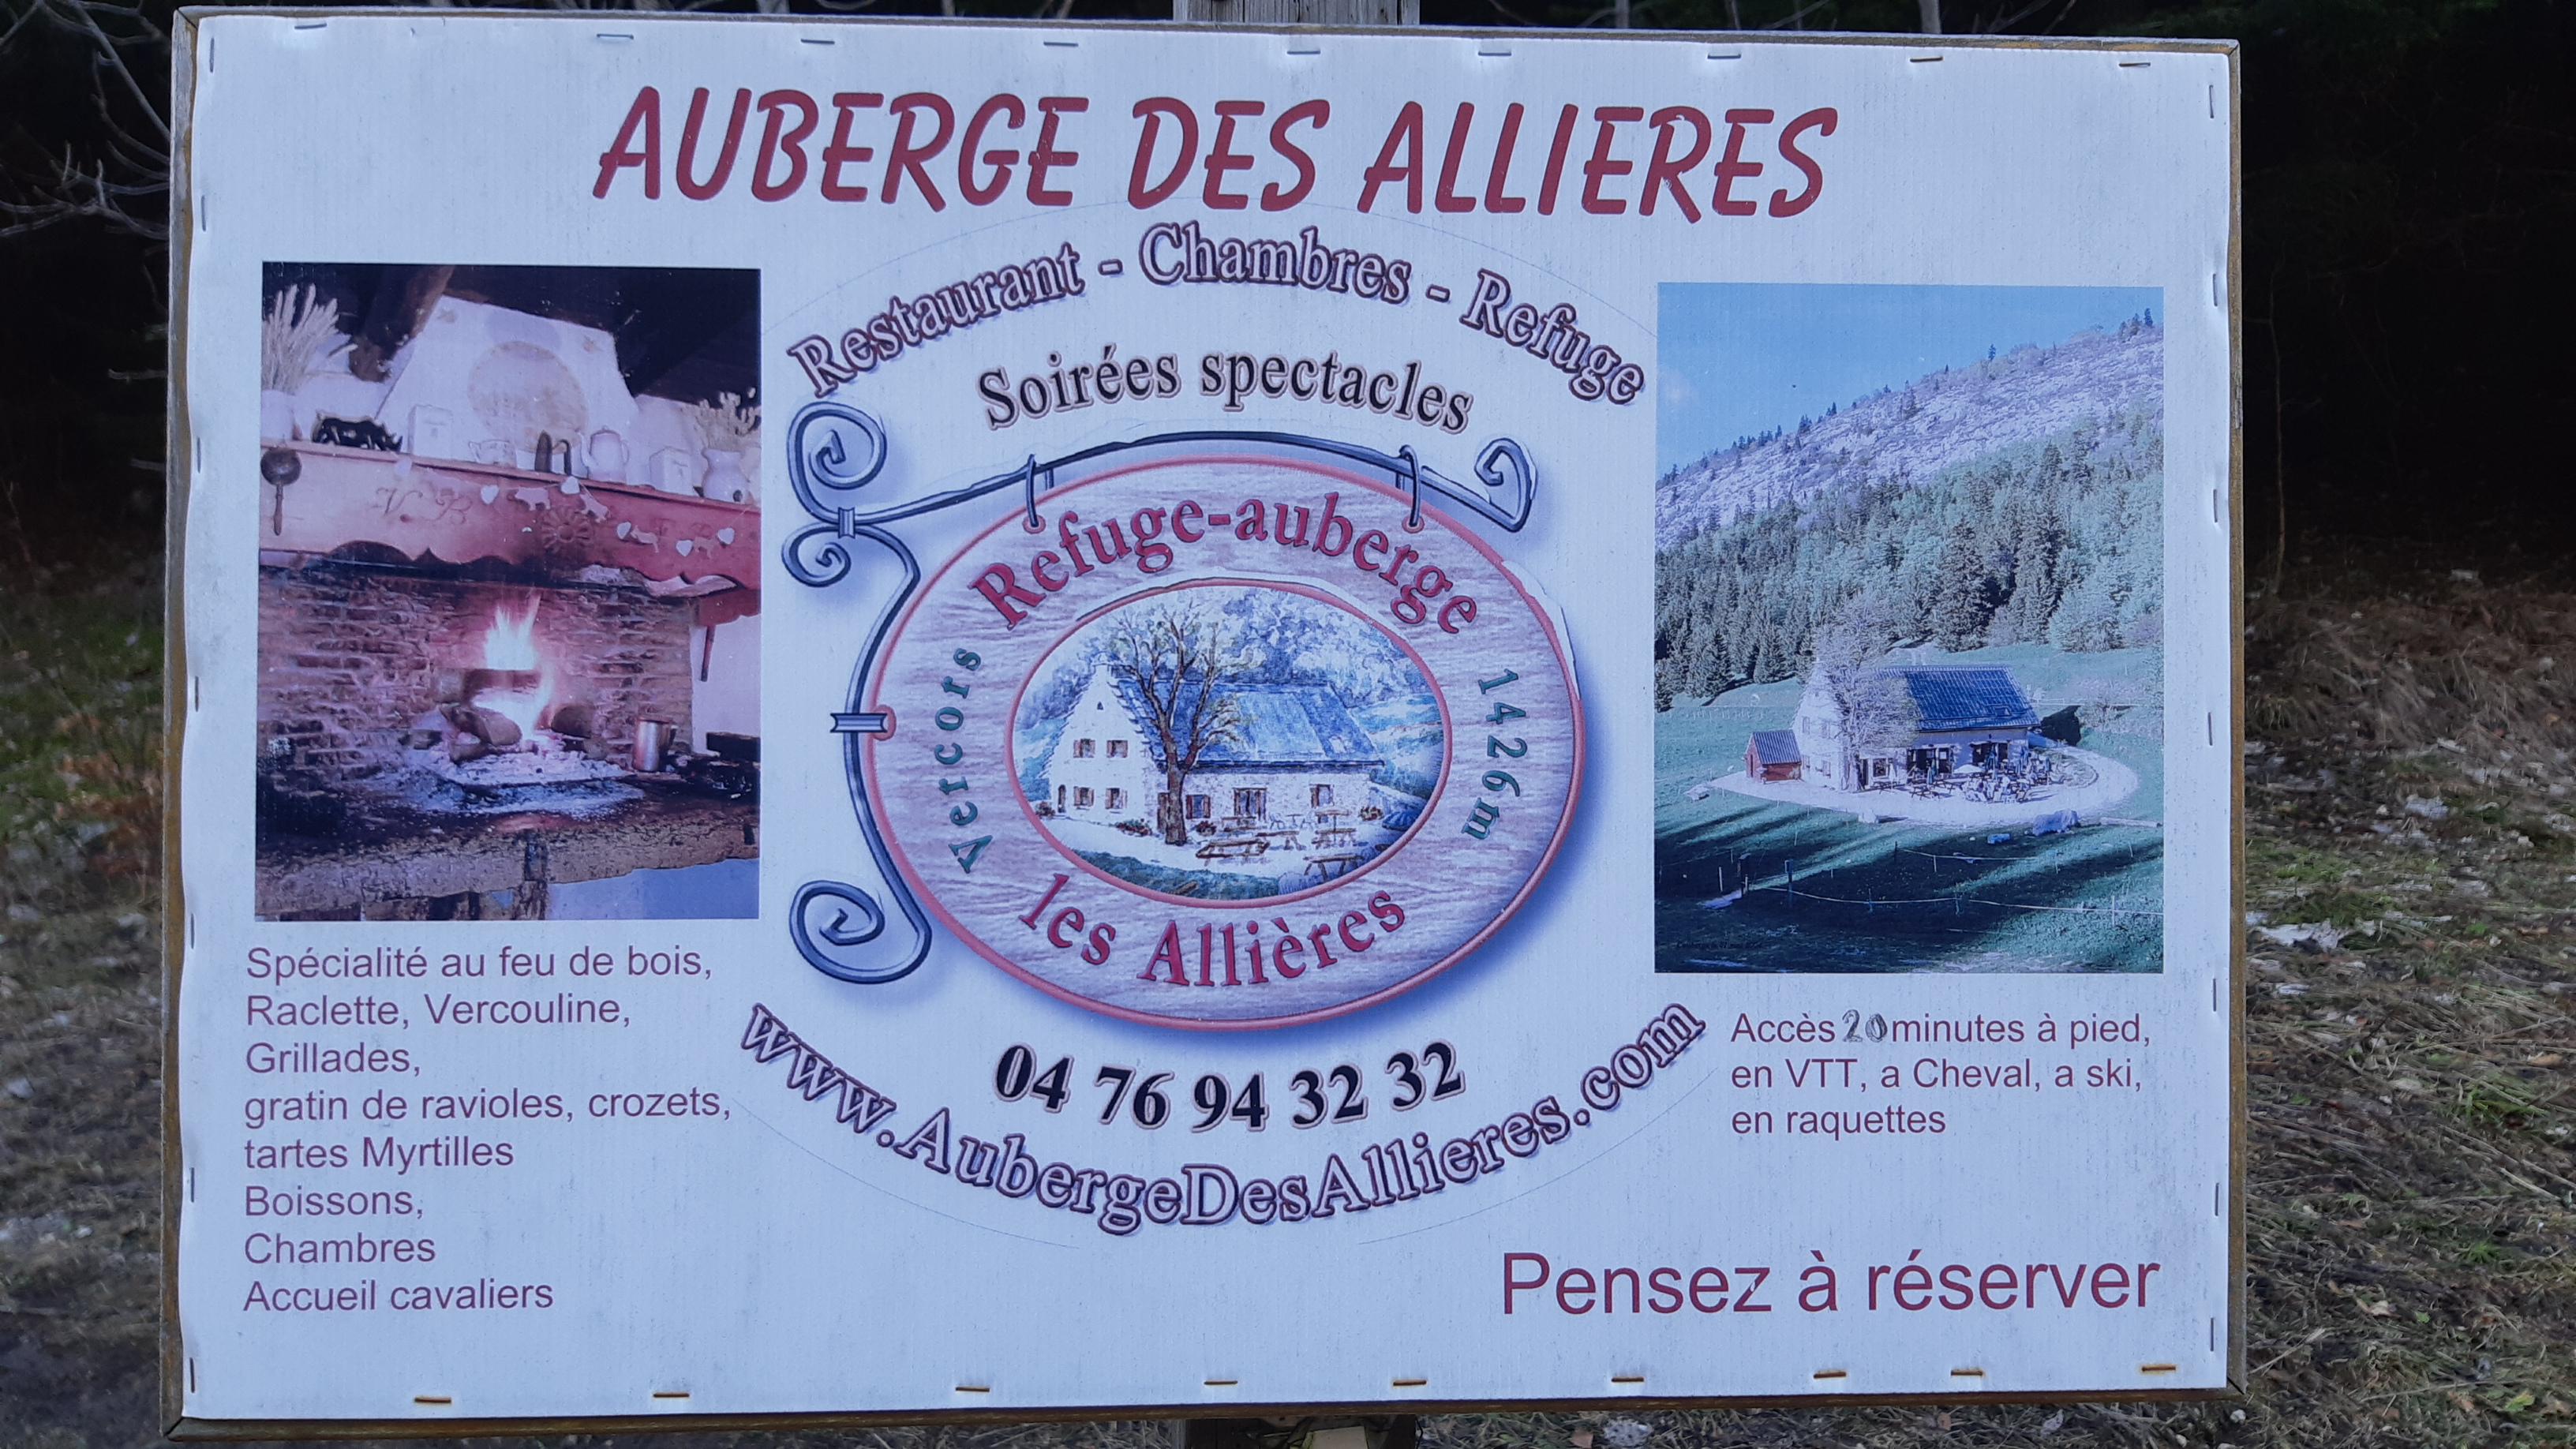 AUBERGE DES ALLIERES
Restaurant - Chambres - Refuge
Soirées spectacles
Refuge-auberge
Vercors
1426m
les Allières
04 76 94 32 32
www.AubergeDesAllieres.com
Spécialité au feu de bois,
Raclette, Vercouline,
Grillades,
gratin de ravioles, crozets,
tartes Myrtilles
Boissons,
Chambres
Accueil cavaliers
Accès 20 minutes à pied,
en VTT, a Cheval, a ski,
en raquettes
Pensez à réserver